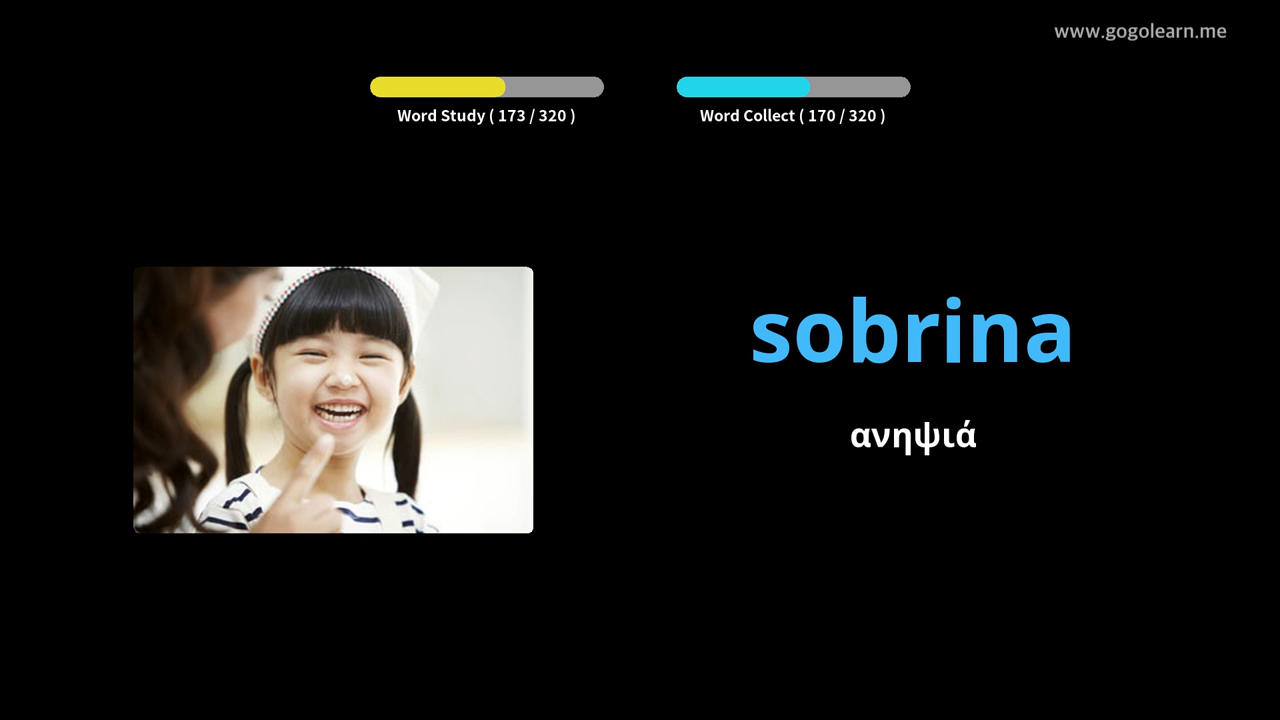 www.gogolearn.me
Word Study ( 173 / 320 )
Word Collect ( 170 / 320 )
sobrina
ανηψιά